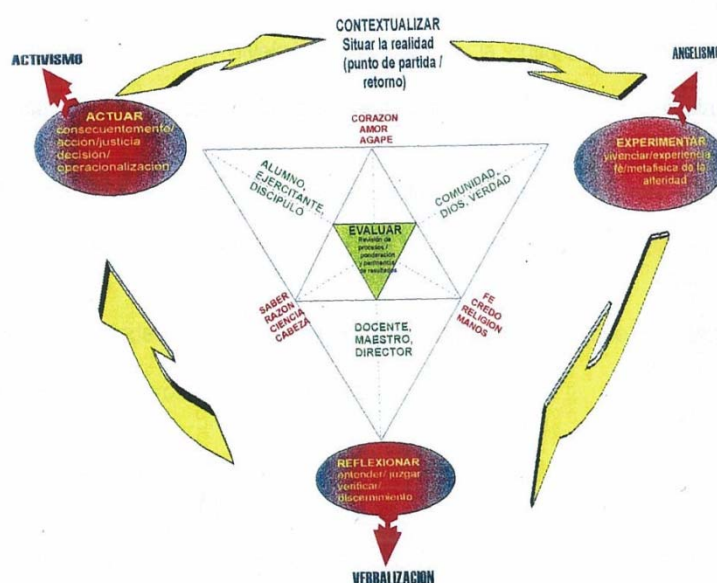 CONTEXTUALIZAR
Situar la realidad
(punto de partida /
retorno)
ACTIVISMO
ANGELISMO
ACTUAR
consecuentomento/
acción/justicia
decisión/
operacionalización
CORAZON
AMOR
AGAPE
EXPERIMENTAR
vivenciar/experiencia
fe/metafísica de la
alteridad
ALUMNO,
EJERCITANTE,
DISCIPULO
COMUNIDAD,
DIOS, VERDAD
EVALUAR
Revisión de
procesos /
ponderación
y pertinencia
de resultados
SABER
RAZON
CIENCIA
CABEZA
FE
CREDO
RELIGION
MANOS
DOCENTE,
MAESTRO,
DIRECTOR
REFLEXIONAR
entender/ juzgar
verificar/
discernimiento
VERBALIZACION